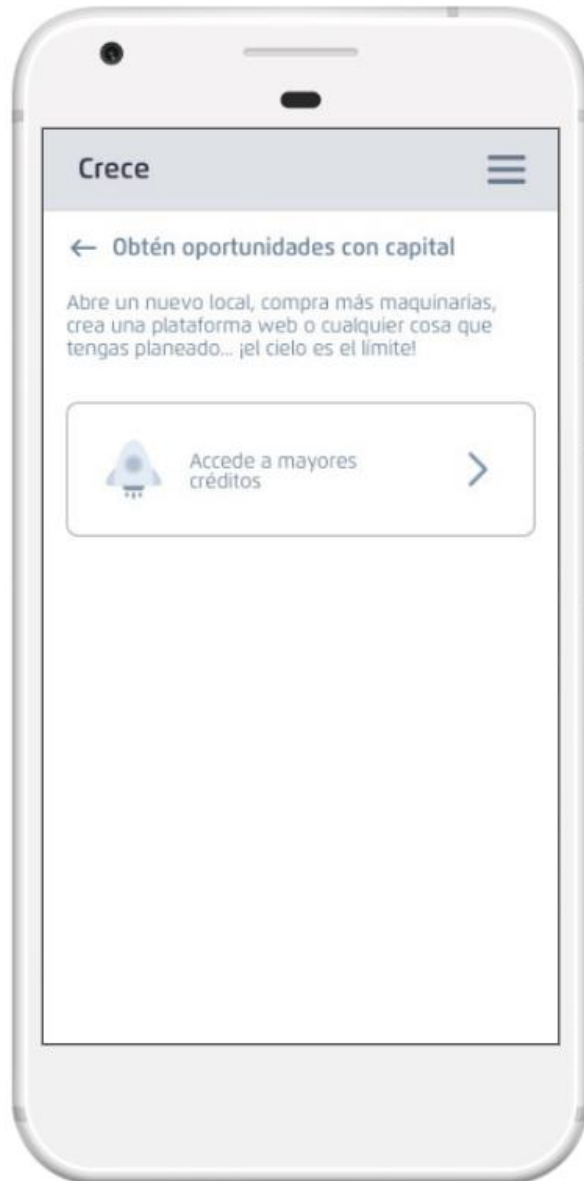 Crece
← Obtén oportunidades con capital
Abre un nuevo local, compra más maquinarias,
crea una plataforma web o cualquier cosa que
tengas planeado... ¡el cielo es el límite!
Accede a mayores
créditos